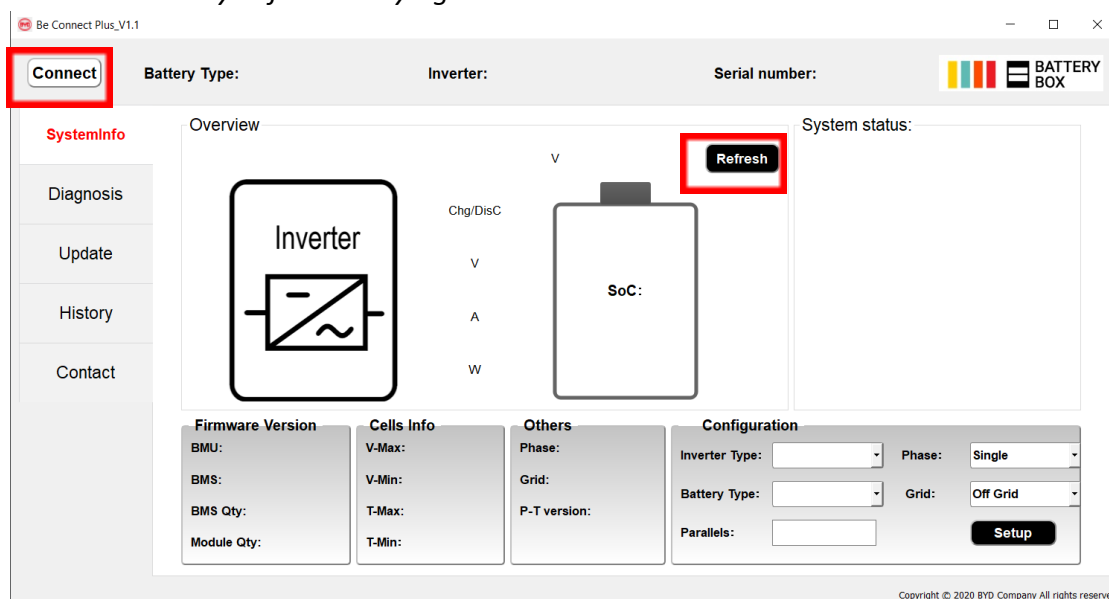 Be Connect Plus_V1.1
Connect
Battery Type:
Inverter:
Serial number:
BATTERY
BOX
SystemInfo
Diagnosis
Update
History
Contact
Overview
System status:
V
Refresh
Inverter
Chg/DisC
V
A
W
SoC:
Firmware Version
BMU:
BMS:
BMS Qty:
Module Qty:
Cells Info
V-Max:
V-Min:
T-Max:
T-Min:
Others
Phase:
Grid:
P-T version:
Configuration
Inverter Type:
Phase:
Single
Battery Type:
Grid:
Off Grid
Parallels:
Setup
Copyright © 2020 BYD Company All rights reserve